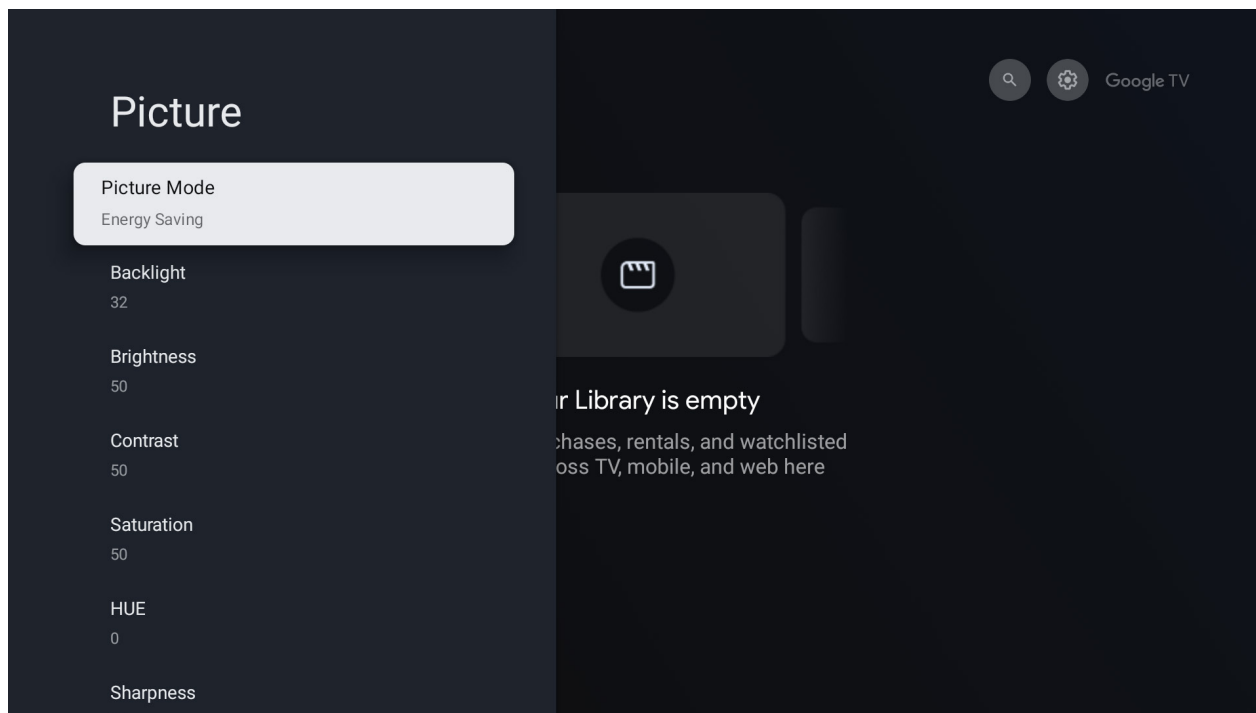 Picture
Picture Mode
Energy Saving
Backlight
32
Brightness
50
Contrast
50
Saturation
50
HUE
0
Sharpness
Google TV
r Library is empty
chases, rentals, and watchlisted
oss TV, mobile, and web here